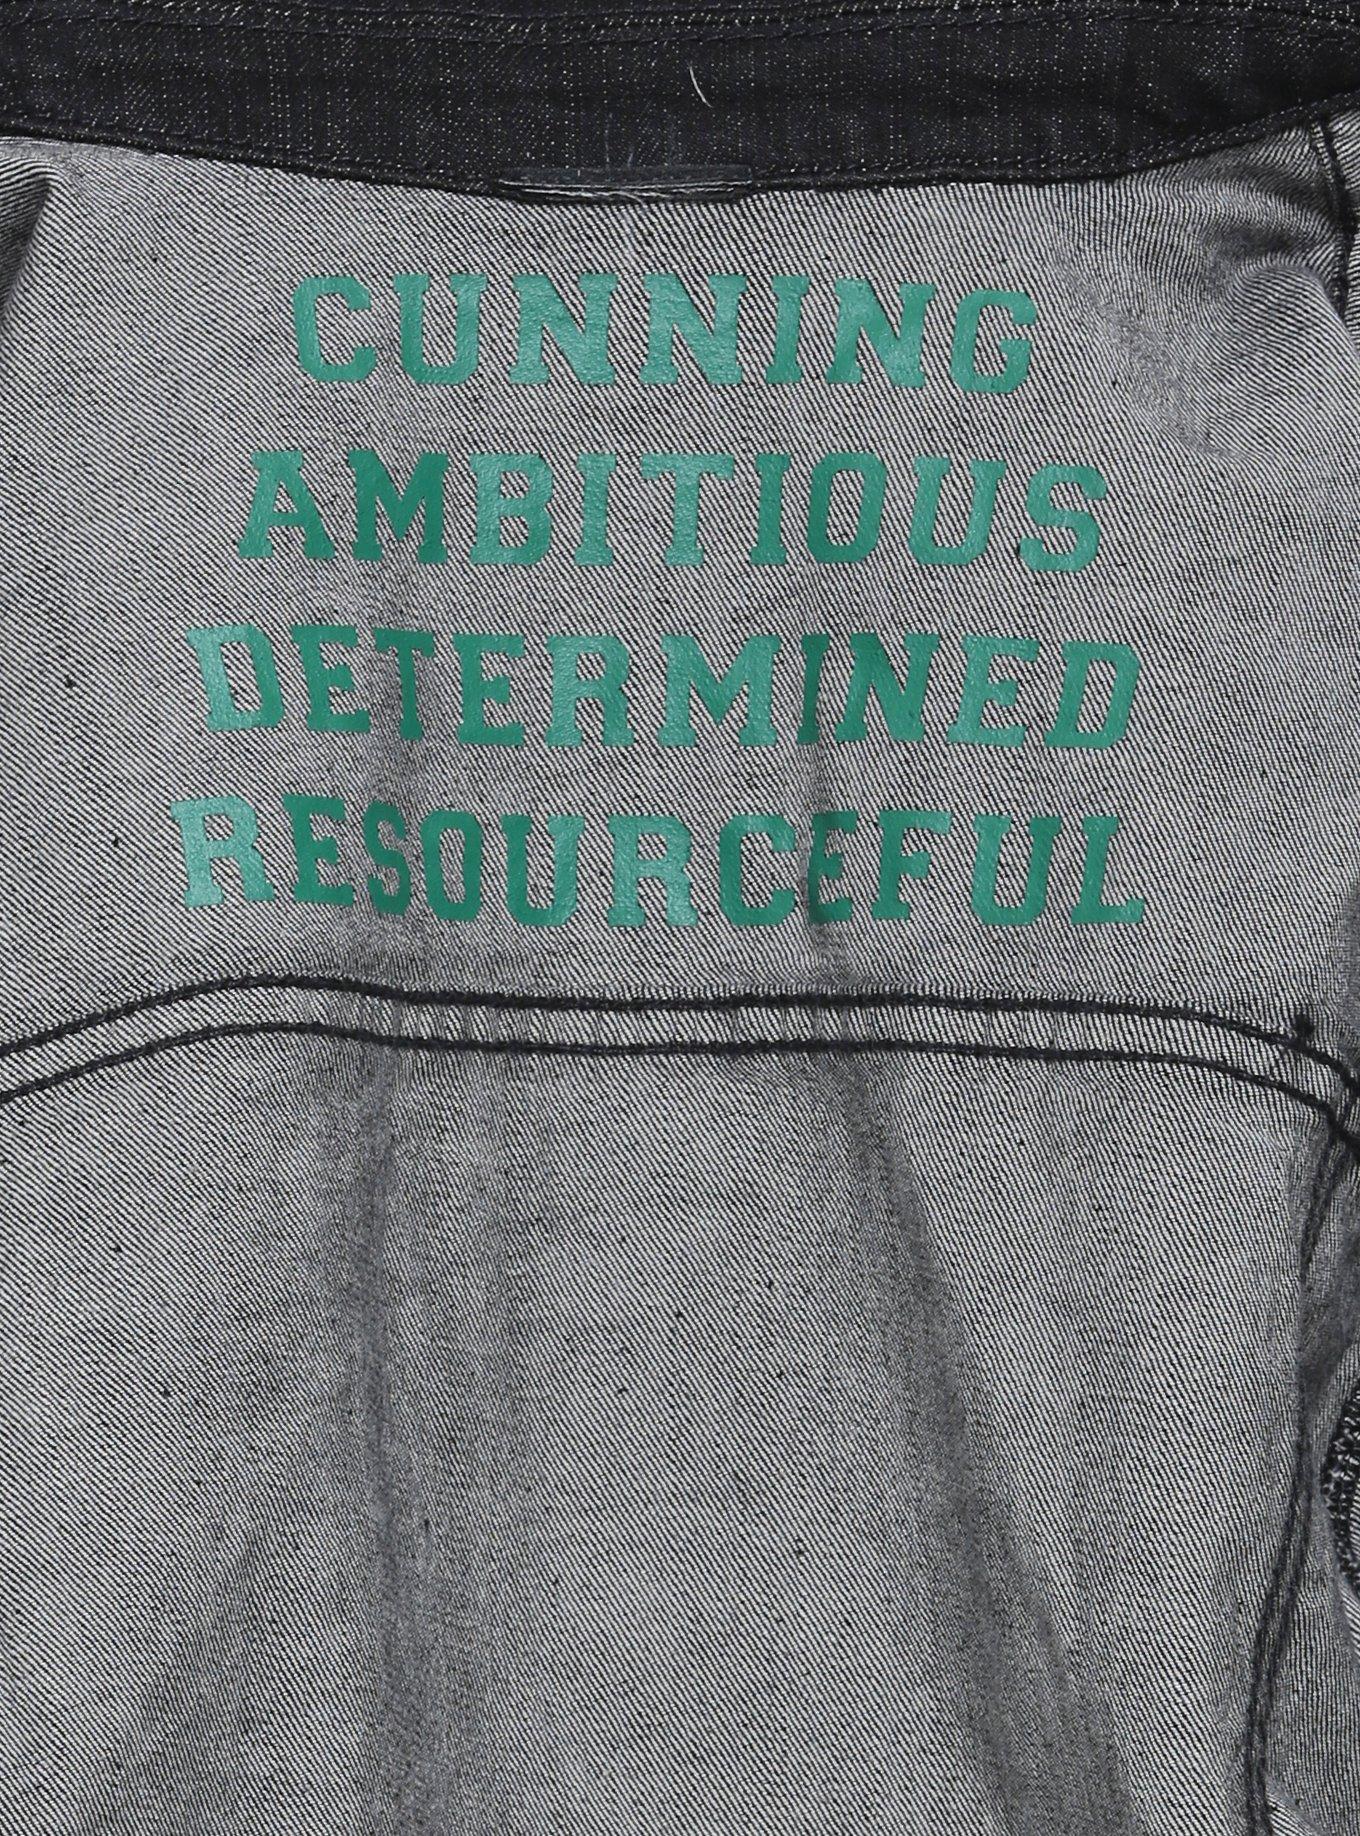 CUNNING
AMBITIOUS
DETERMINED
RESOURCEFUL